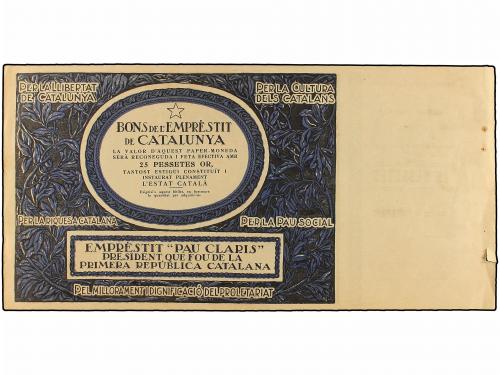 PER LA LLIBERTAT
DE CATALUNYA
PER LA CULTURA
DELS CATALANS
BONS DE L'EMPRÈSTIT
DE CATALUNYA
LA VALOR D'AQUEST PAPER-MONEDA
SERÀ RECONEGUDA I FETA EFECTIVA AMB
25 PESSETES OR,
TANTOST ESTIGUI CONSTITUÏT I
INSTAURAT PLENAMENT
L'ESTAT CATALÀ
PER LA RIQUESA CATALANA
PER LA PAU SOCIAL
EMPRÈSTIT "PAU CLARIS"
PRESIDENT QUE FOU DE LA
PRIMERA REPÚBLICA CATALANA
PEL MILLORAMENT I DIGNIFICACIÓ DEL PROLETARIAT